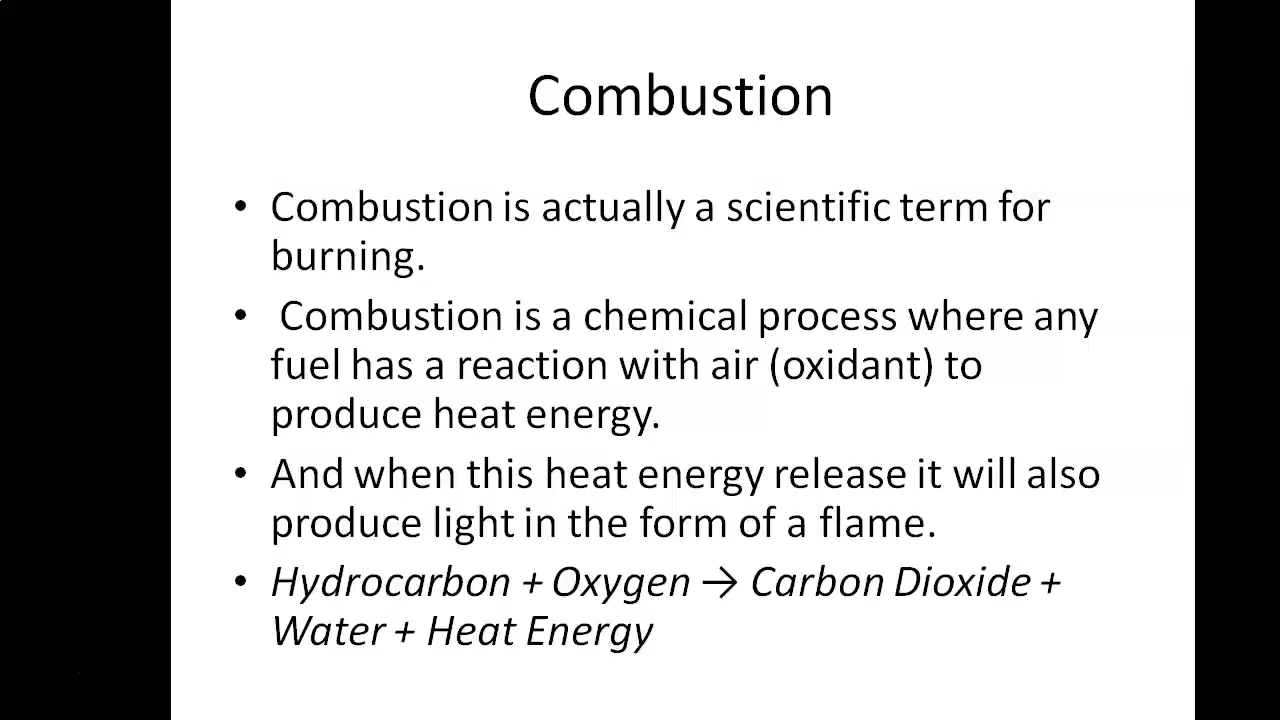 Combustion
• Combustion is actually a scientific term for
burning.
• Combustion is a chemical process where any
fuel has a reaction with air (oxidant) to
produce heat energy.
• And when this heat energy release it will also
produce light in the form of a flame.
• Hydrocarbon + Oxygen → Carbon Dioxide +
Water + Heat Energy